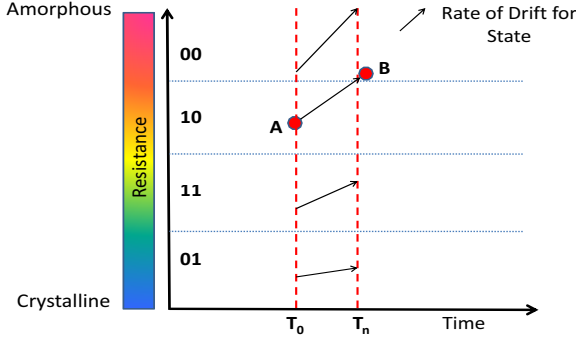 Amorphous
Rate of Drift for
State
00
B
10
A
Resistance
11
01
Crystalline
T0
Tn
Time